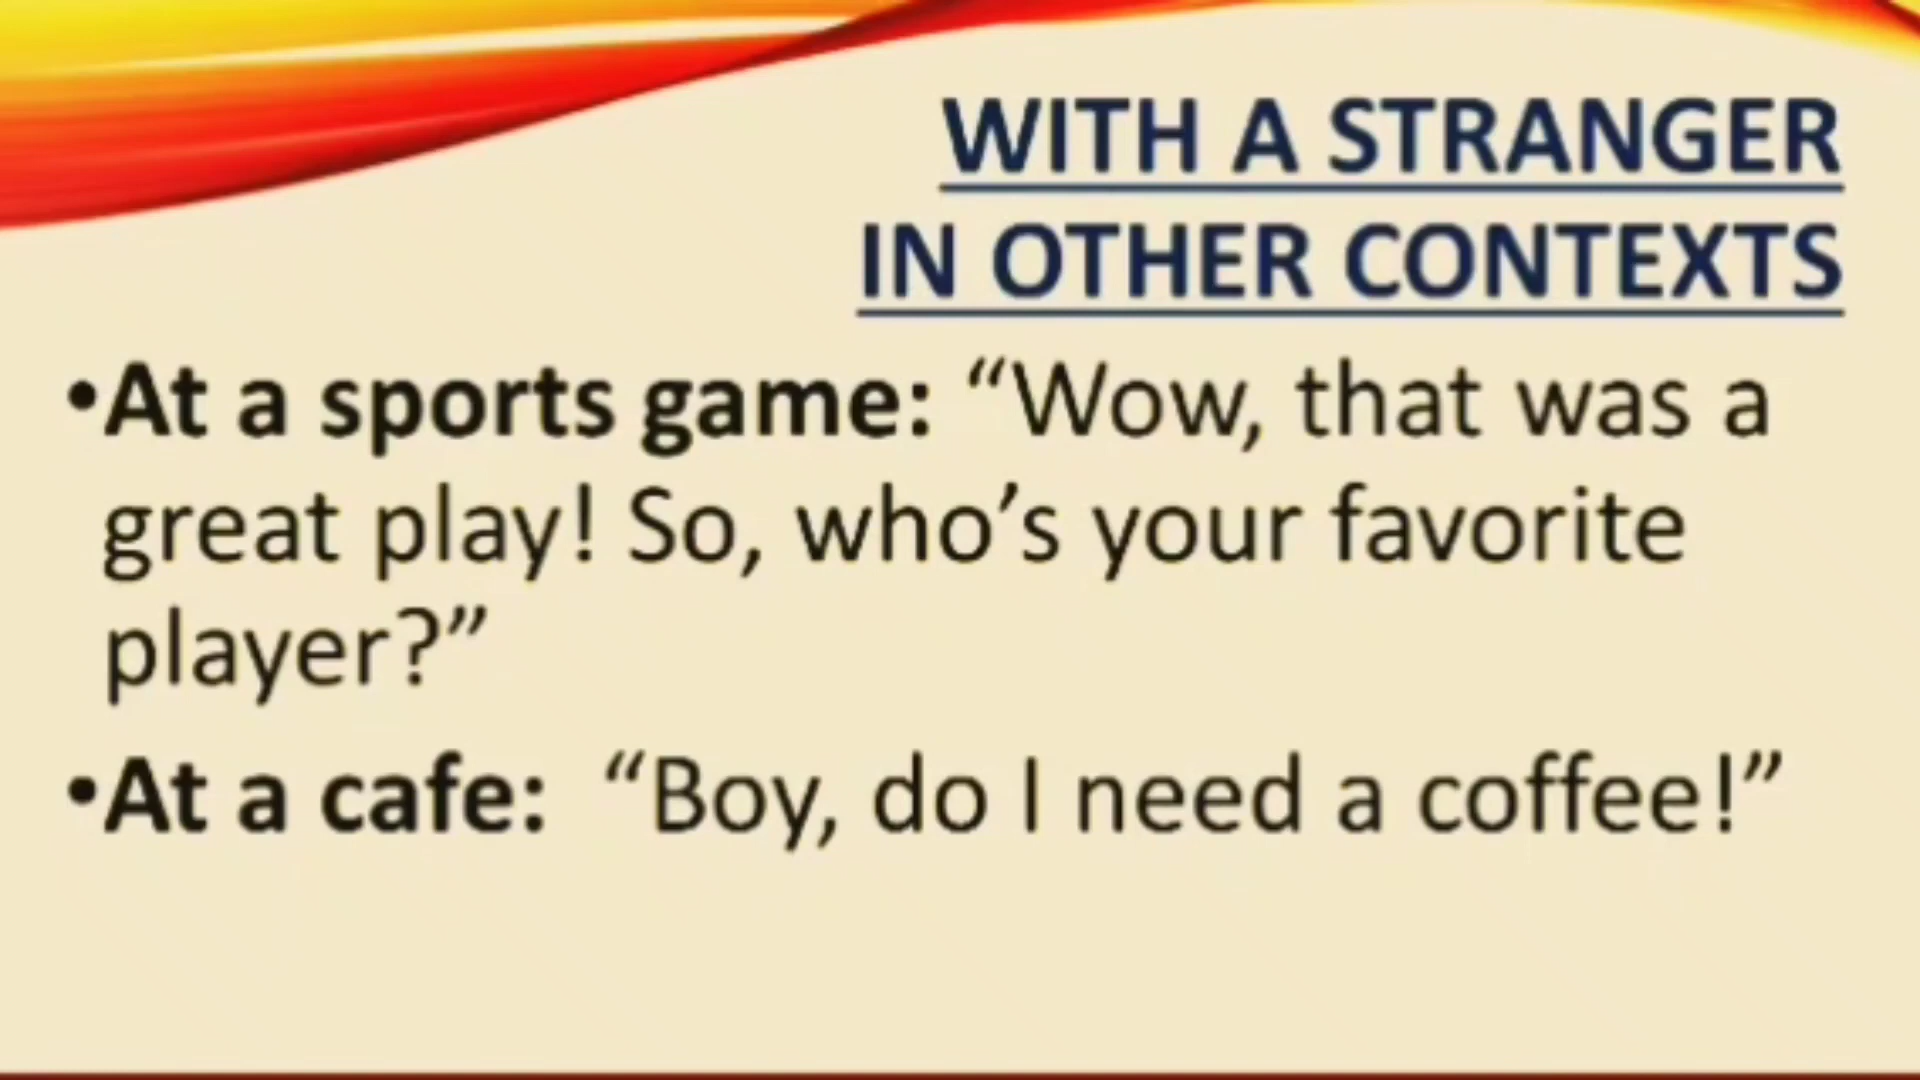 WITH A STRANGER
IN OTHER CONTEXTS
•At a sports game: “Wow, that was a
great play! So, who’s your favorite
player?”
•At a cafe:  “Boy, do I need a coffee!”